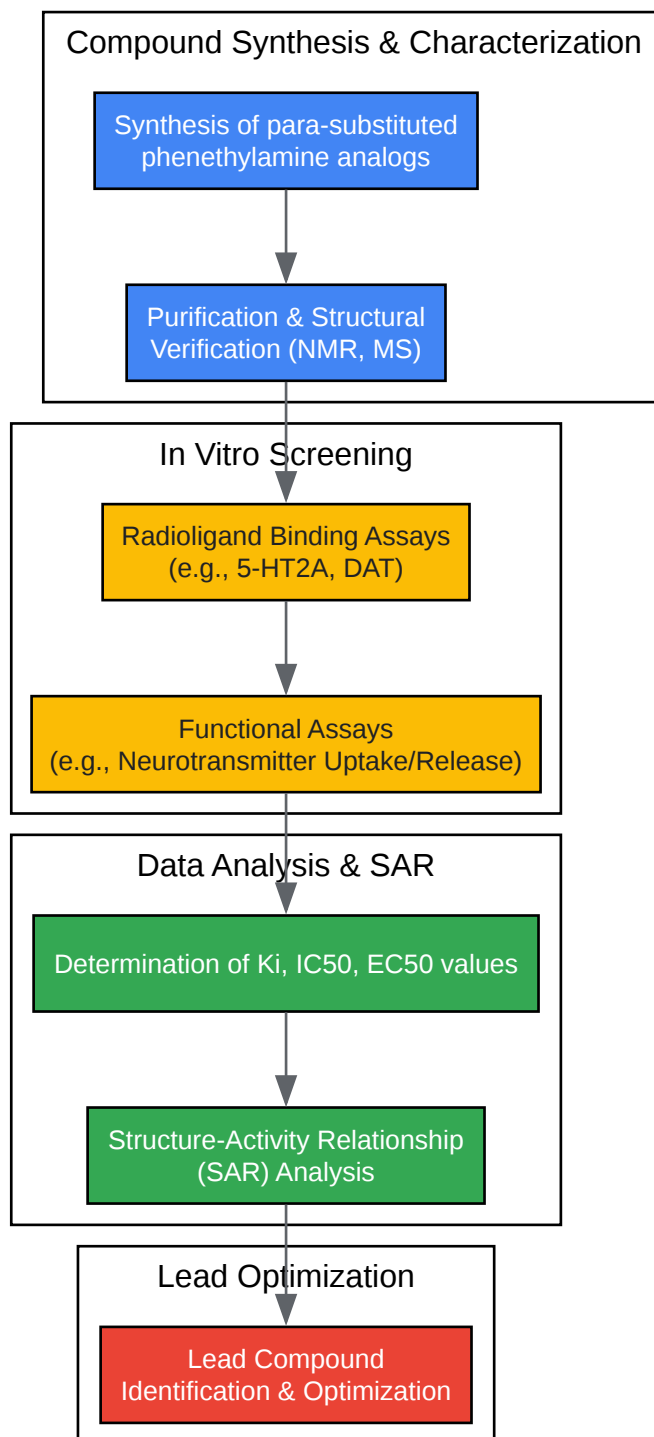 Compound Synthesis & Characterization
Synthesis of para-substituted
phenethylamine analogs
Purification & Structural
Verification (NMR, MS)
In Vitro Screening
Radioligand Binding Assays
(e.g., 5-HT2A, DAT)
Functional Assays
(e.g., Neurotransmitter Uptake/Release)
Data Analysis & SAR
Determination of Ki, IC50, EC50 values
Structure-Activity Relationship
(SAR) Analysis
Lead Optimization
Lead Compound
Identification & Optimization